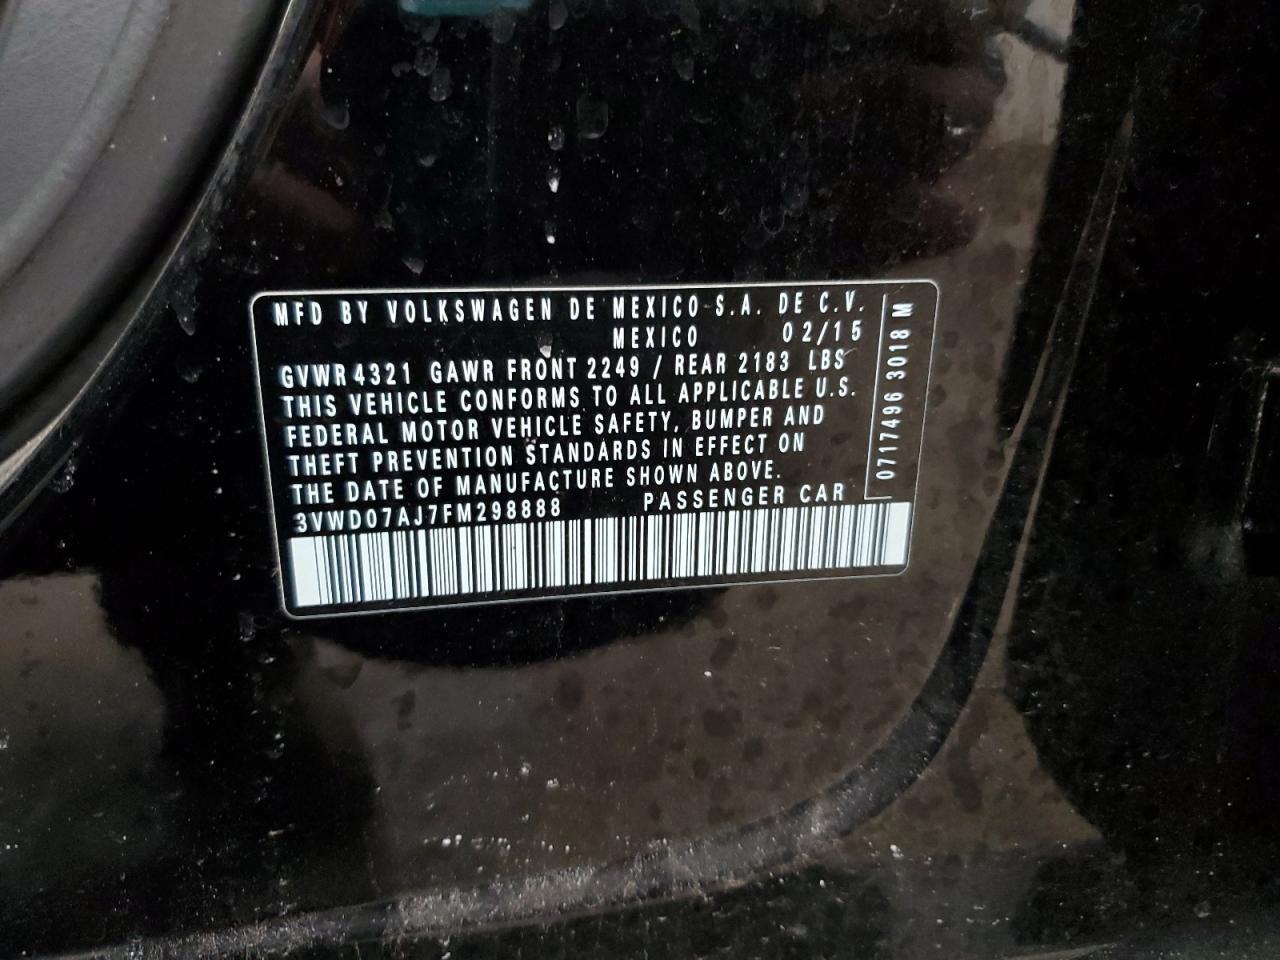 MFD BY VOLKSWAGEN DE MEXICO S.A. DE C.V.
MEXICO 02/15
GVWR 4321 GAWR FRONT 2249 / REAR 2183 LBS
THIS VEHICLE CONFORMS TO ALL APPLICABLE U.S.
FEDERAL MOTOR VEHICLE SAFETY, BUMPER AND
THEFT PREVENTION STANDARDS IN EFFECT ON
THE DATE OF MANUFACTURE SHOWN ABOVE.
3VWD07AJ7FM298888 PASSENGER CAR
0717496 3018 M